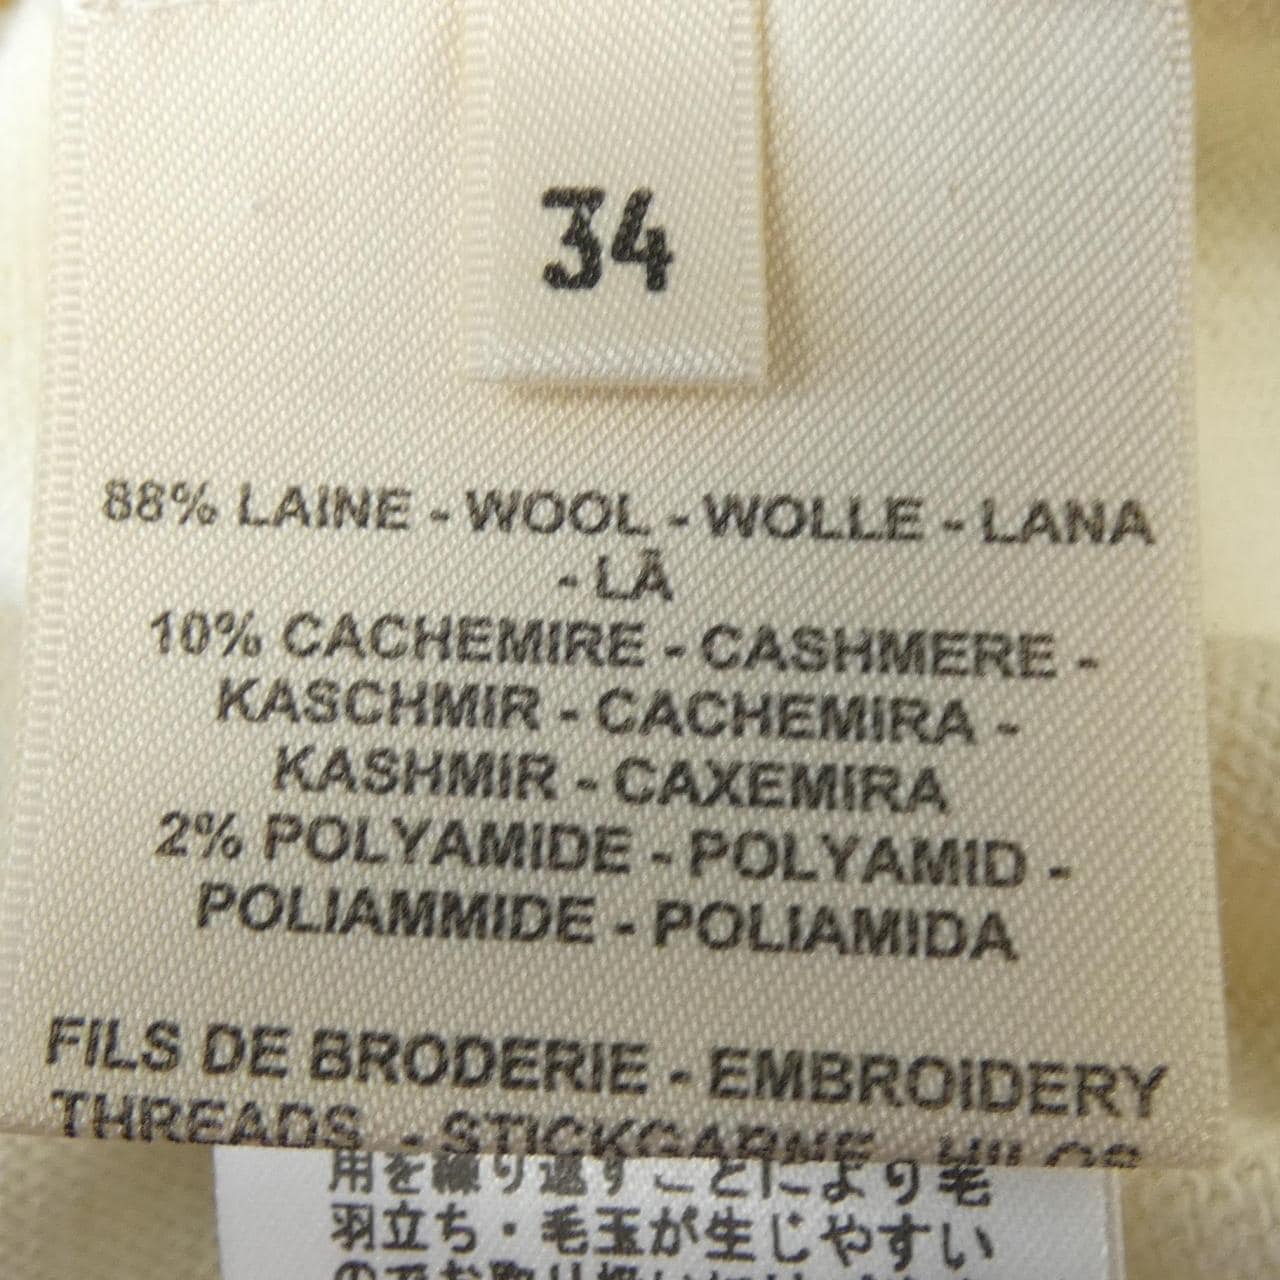 34
88% LAINE - WOOL - WOLLE - LANA
- LÃ
10% CACHEMIRE - CASHMERE -
KASCHMIR - CACHEMIRA -
KASHMIR - CAXEMIRA
2% POLYAMIDE - POLYAMID -
POLIAMMIDE - POLIAMIDA
FILS DE BRODERIE - EMBROIDERY
THREADS - STICKGARNE - HILOS
用を繰り返すことにより毛
羽立ち・毛玉が生じやすい